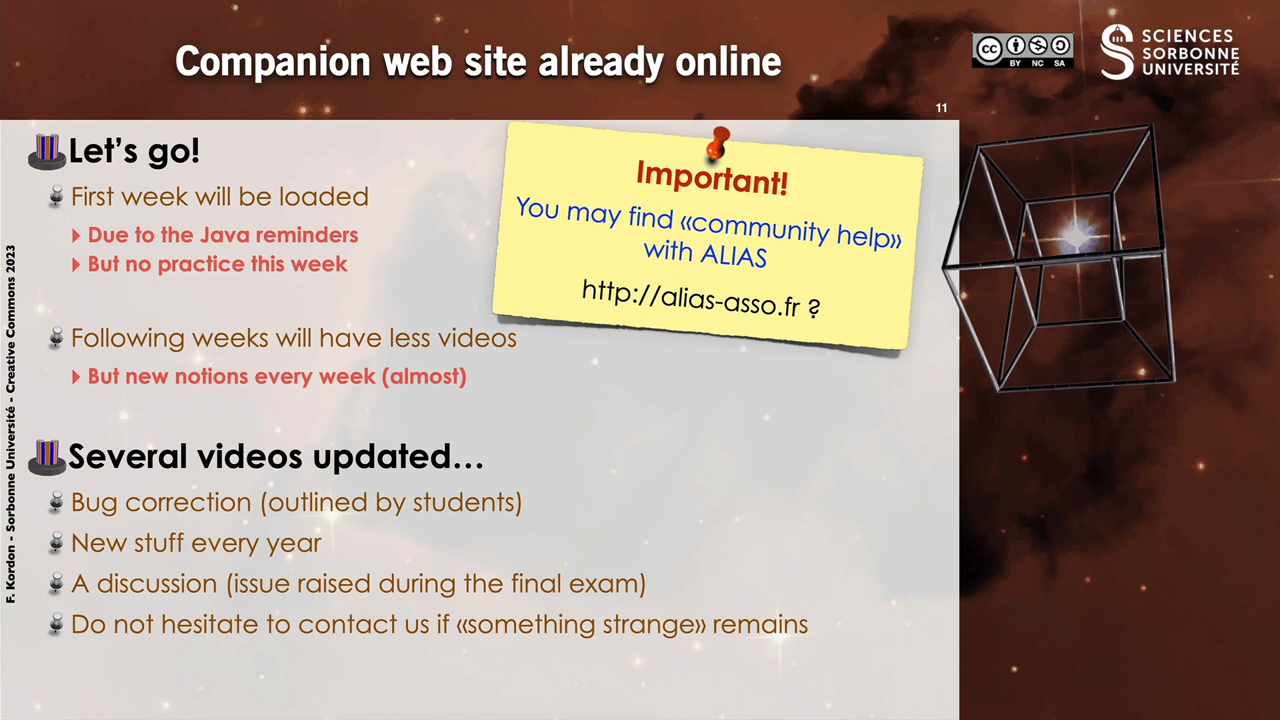 Companion web site already online
cc BY NC SA
SCIENCES
SORBONNE
UNIVERSITÉ
11
Let's go!
First week will be loaded
Due to the Java reminders
But no practice this week
Following weeks will have less videos
But new notions every week (almost)
Important!
You may find «community help»
with ALIAS
http://alias-asso.fr ?
Several videos updated…
Bug correction (outlined by students)
New stuff every year
A discussion (issue raised during the final exam)
Do not hesitate to contact us if «something strange» remains
F. Kordon - Sorbonne Université - Creative Commons 2023